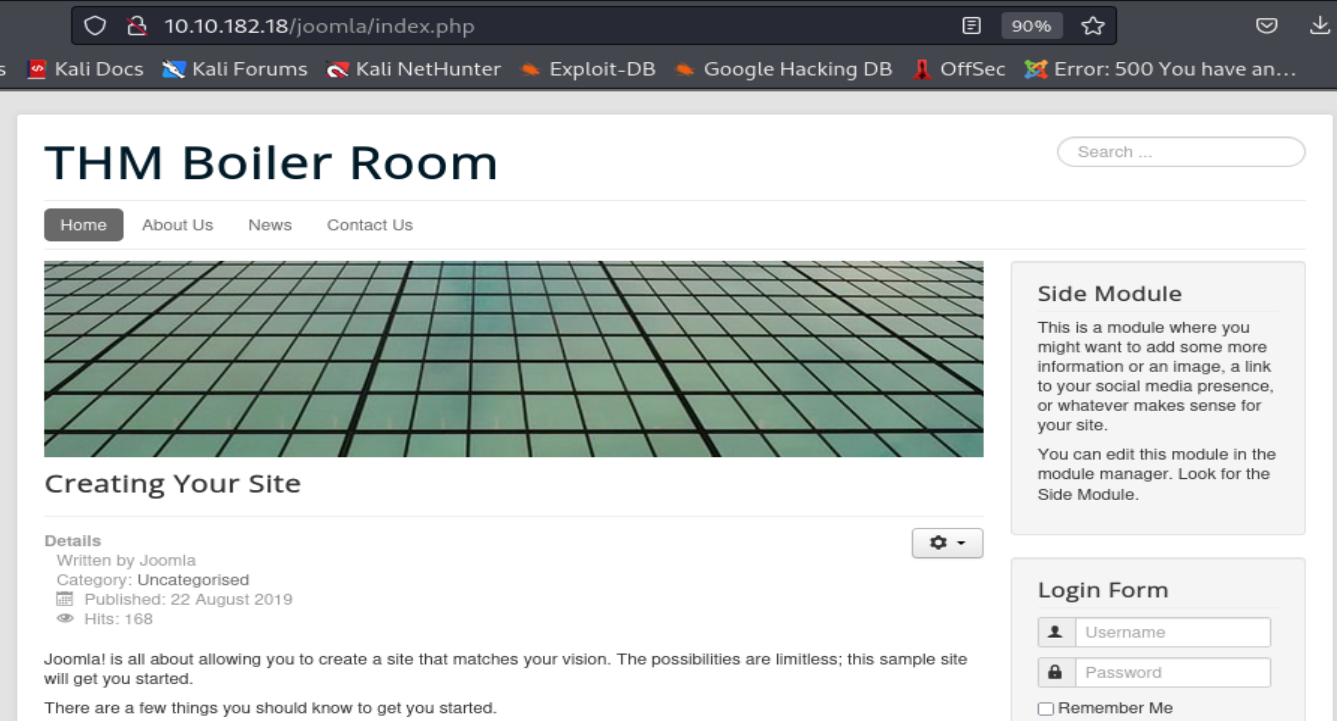 10.10.182.18/joomla/index.php
90%
s Kali Docs Kali Forums Kali NetHunter Exploit-DB Google Hacking DB OffSec Error: 500 You have an...
THM Boiler Room
Search ...
Home About Us News Contact Us
Creating Your Site
Details
Written by Joomla
Category: Uncategorised
Published: 22 August 2019
Hits: 168
Joomla! is all about allowing you to create a site that matches your vision. The possibilities are limitless; this sample site
will get you started.
There are a few things you should know to get you started.
Side Module
This is a module where you
might want to add some more
information or an image, a link
to your social media presence,
or whatever makes sense for
your site.
You can edit this module in the
module manager. Look for the
Side Module.
Login Form
Username
Password
Remember Me